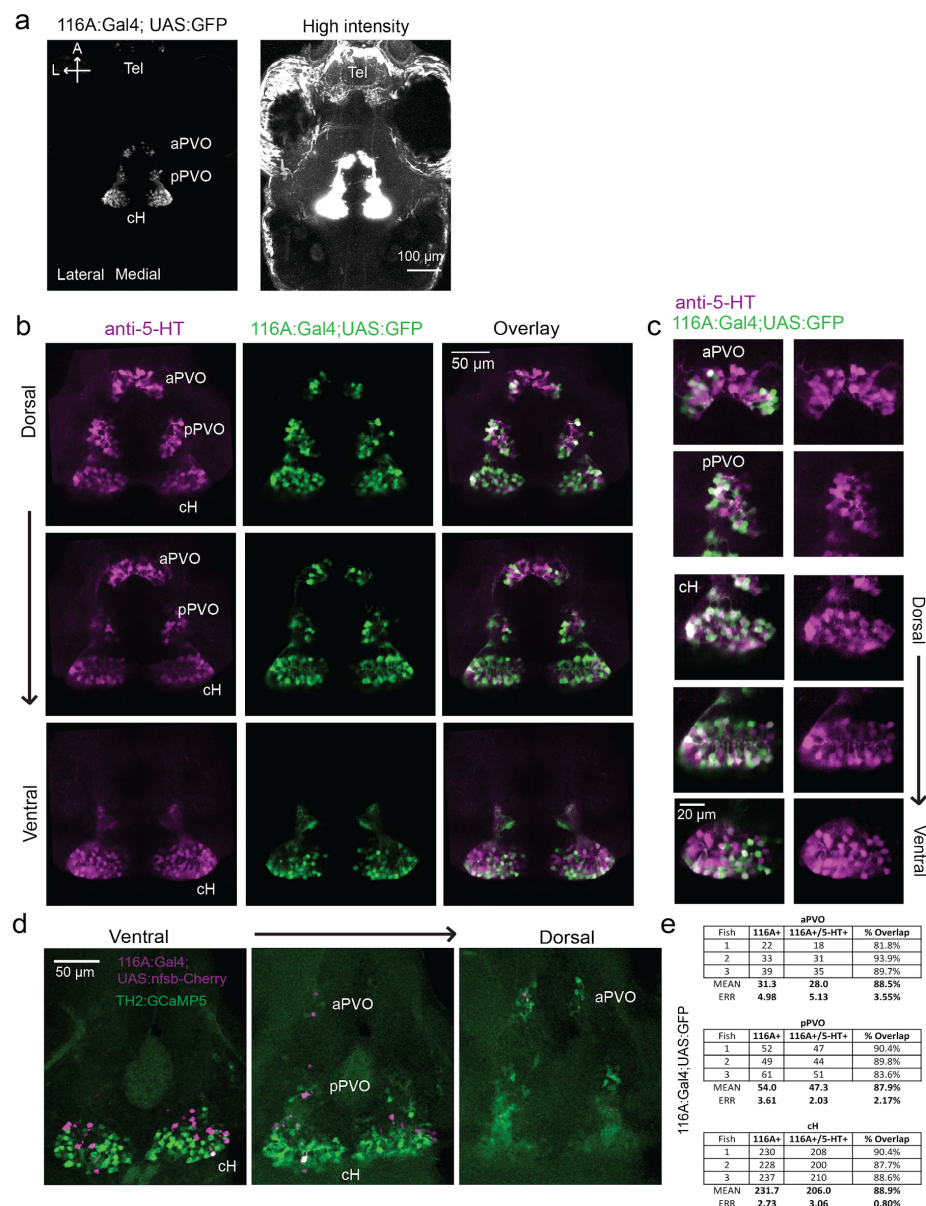 a
116A:Gal4; UAS:GFP
High intensity
A
L
Tel
Tel
aPVO
pPVO
cH
Lateral Medial
100 µm
b
anti-5-HT
116A:Gal4;UAS:GFP
Overlay
Dorsal
Ventral
aPVO
pPVO
cH
50 µm
aPVO
pPVO
cH
cH
c
anti-5-HT
116A:Gal4;UAS:GFP
aPVO
pPVO
cH
20 µm
Dorsal
Ventral
d
Ventral
Dorsal
50 µm
116A:Gal4;
UAS:nfsb-Cherry
TH2:GCaMP5
cH
aPVO
pPVO
cH
aPVO
e
116A:Gal4;UAS:GFP
aPVO
Fish 116A+ 116A+/5-HT+ % Overlap
1 22 18 81.8%
2 33 31 93.9%
3 39 35 89.7%
MEAN 31.3 28.0 88.5%
ERR 4.98 5.13 3.55%
pPVO
Fish 116A+ 116A+/5-HT+ % Overlap
1 52 47 90.4%
2 49 44 89.8%
3 61 51 83.6%
MEAN 54.0 47.3 87.9%
ERR 3.61 2.03 2.17%
cH
Fish 116A+ 116A+/5-HT+ % Overlap
1 230 208 90.4%
2 228 200 87.7%
3 237 210 88.6%
MEAN 231.7 206.0 88.9%
ERR 2.73 3.06 0.80%